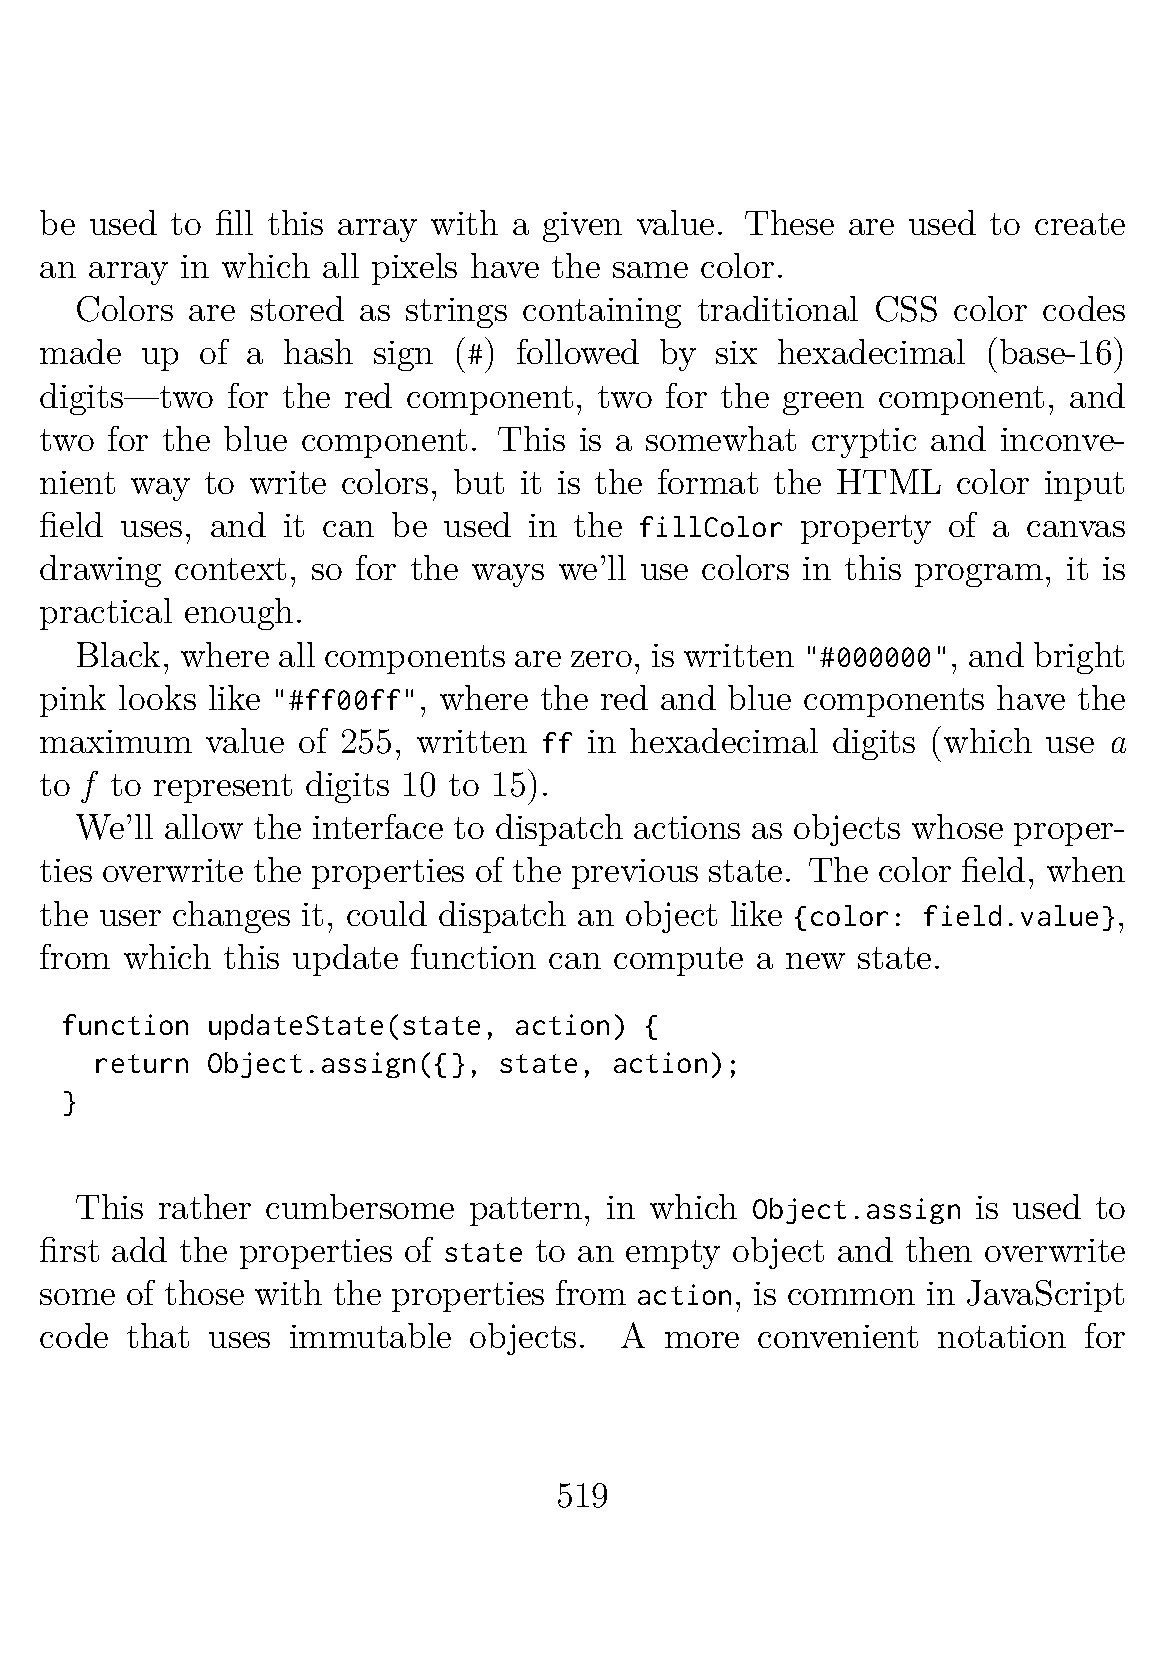 be used to fill this array with a given value. These are used to create
an array in which all pixels have the same color.
Colors are stored as strings containing traditional CSS color codes
made up of a hash sign (#) followed by six hexadecimal (base-16)
digits—two for the red component, two for the green component, and
two for the blue component. This is a somewhat cryptic and inconve-
nient way to write colors, but it is the format the HTML color input
field uses, and it can be used in the fillColor property of a canvas
drawing context, so for the ways we'll use colors in this program, it is
practical enough.
Black, where all components are zero, is written "#000000", and bright
pink looks like "#ff00ff", where the red and blue components have the
maximum value of 255, written ff in hexadecimal digits (which use a
to f to represent digits 10 to 15).
We'll allow the interface to dispatch actions as objects whose proper-
ties overwrite the properties of the previous state. The color field, when
the user changes it, could dispatch an object like {color: field.value},
from which this update function can compute a new state.
function updateState(state, action) {
  return Object.assign({}, state, action);
}
This rather cumbersome pattern, in which Object.assign is used to
first add the properties of state to an empty object and then overwrite
some of those with the properties from action, is common in JavaScript
code that uses immutable objects. A more convenient notation for
519